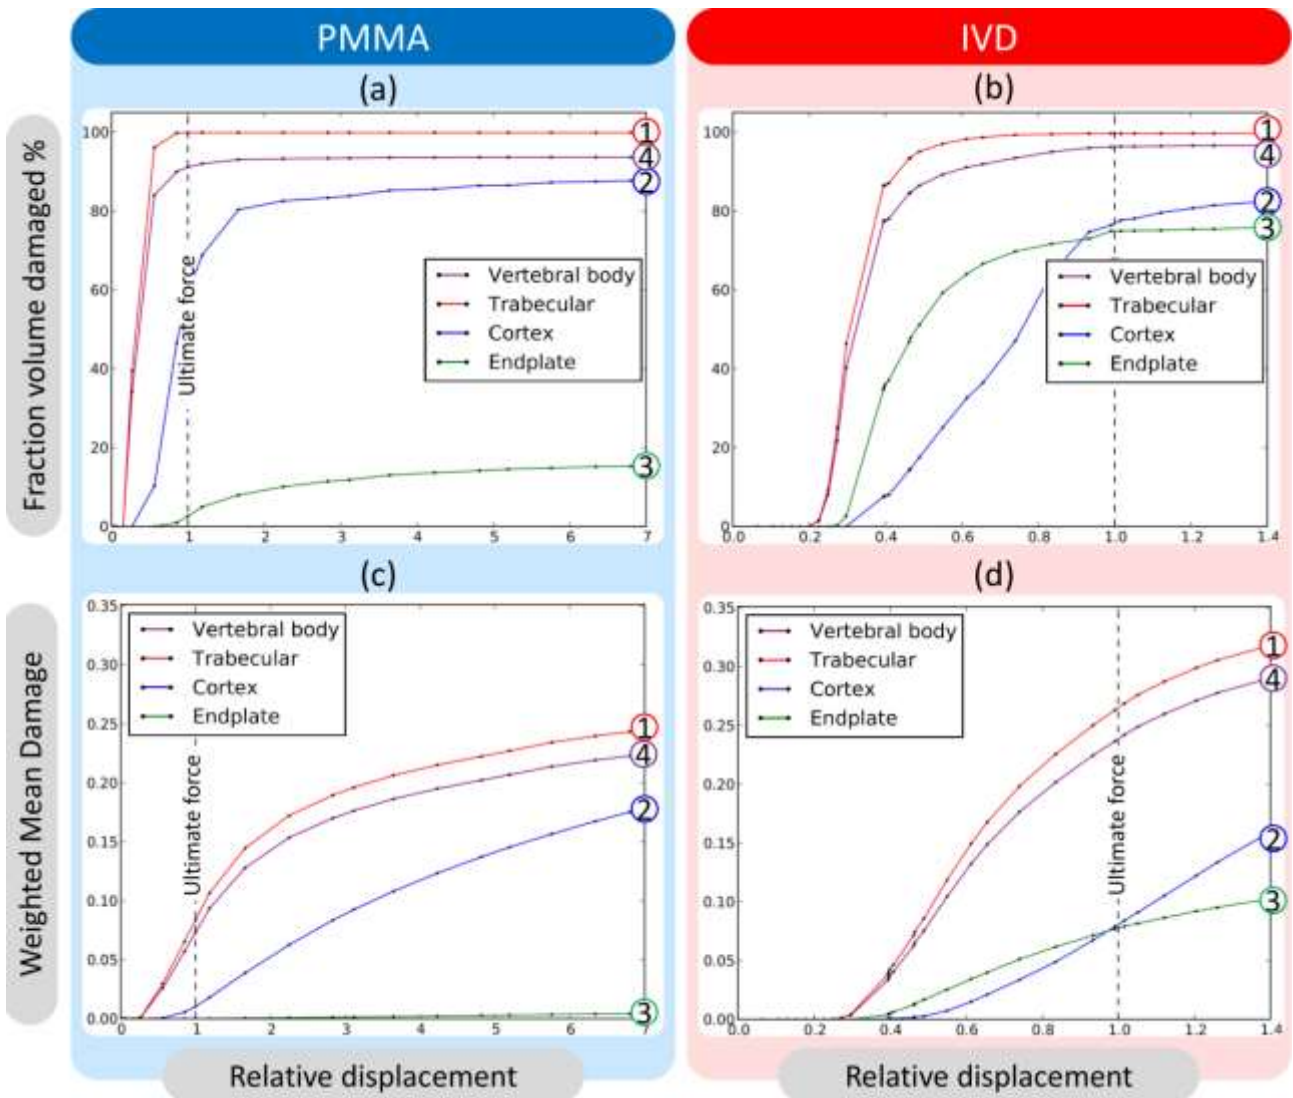 PMMA
IVD
(a)
(b)
Fraction volume damaged %
100
80
60
40
20
0
0 1 2 3 4 5 6 7
Ultimate force
Vertebral body
Trabecular
Cortex
Endplate
1
4
2
3
100
80
60
40
20
0
0.0 0.2 0.4 0.6 0.8 1.0 1.2 1.4
Vertebral body
Trabecular
Cortex
Endplate
1
4
2
3
(c)
(d)
Weighted Mean Damage
0.35
0.30
0.25
0.20
0.15
0.10
0.05
0.00
0 1 2 3 4 5 6 7
Vertebral body
Trabecular
Cortex
Endplate
Ultimate force
1
4
2
3
0.35
0.30
0.25
0.20
0.15
0.10
0.05
0.00
0.0 0.2 0.4 0.6 0.8 1.0 1.2 1.4
Vertebral body
Trabecular
Cortex
Endplate
Ultimate force
1
4
2
3
Relative displacement
Relative displacement